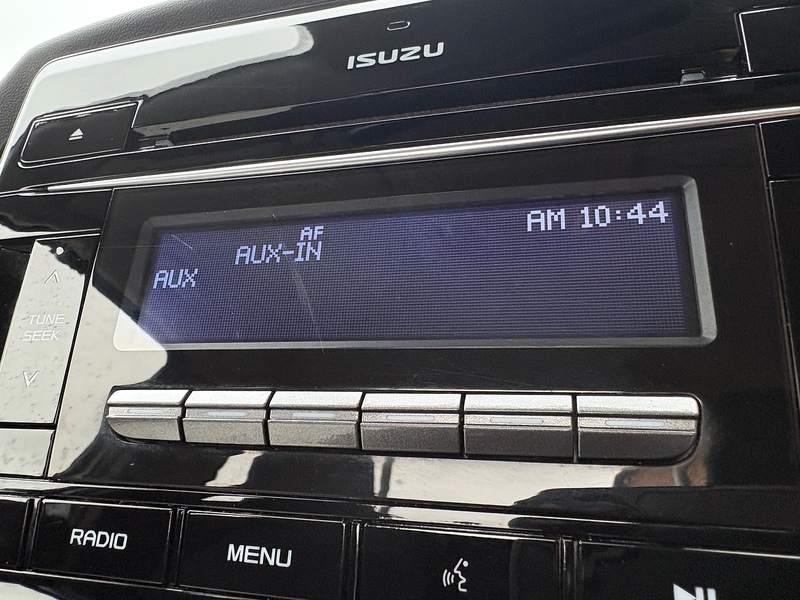 ISUZU
AM 10:44
AF
AUX-IN
AUX
TUNE
SEEK
RADIO
MENU